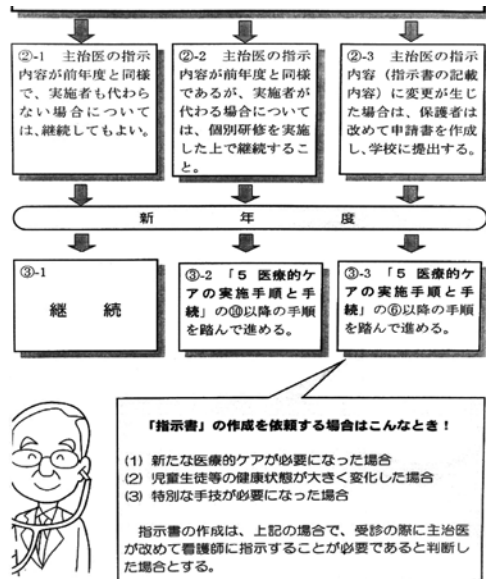 ②-1　主治医の指示
内容が前年度と同様
で、実施者も代わら
ない場合について
は、継続してもよい。
②-2　主治医の指示
内容が前年度と同様
であるが、実施者が
代わる場合について
は、個別研修を実施
した上で継続するこ
と。
②-3　主治医の指示
内容（指示書の記載
内容）に変更が生じ
た場合は、保護者は
改めて申請書を作成
し、学校に提出する。
新　年　度
③-1
継　続
③-2 「５ 医療的ケ
アの実施手順と手
続」の⑩以降の手順
を踏んで進める。
③-3 「５ 医療的ケ
アの実施手順と手
続」の⑥以降の手順
を踏んで進める。
「指示書」の作成を依頼する場合はこんなとき！
(1) 新たな医療的ケアが必要になった場合
(2) 児童生徒等の健康状態が大きく変化した場合
(3) 特別な手技が必要になった場合
指示書の作成は、上記の場合で、受診の際に主治医
が改めて看護師に指示することが必要であると判断し
た場合とする。